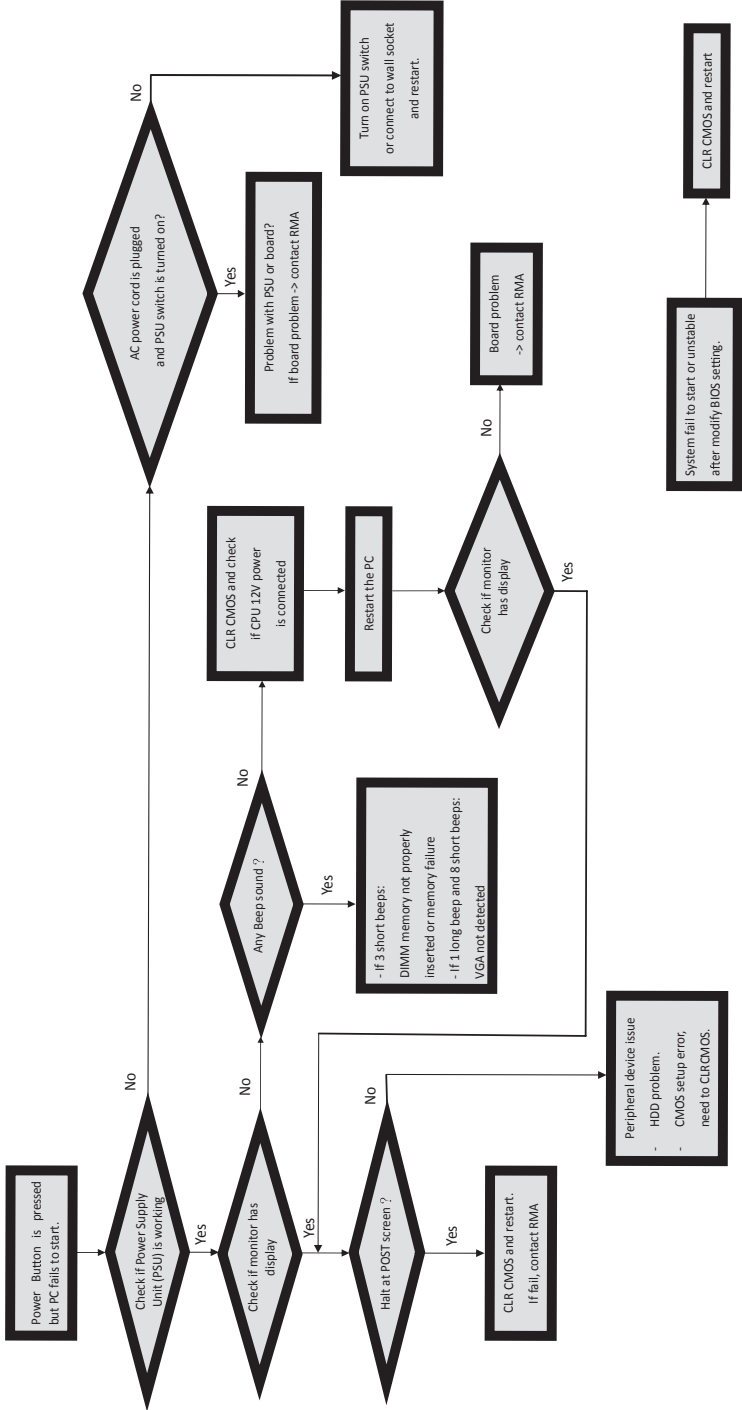 Power Button is pressed
but PC fails to start.
Check if Power Supply
Unit (PSU) is working
No
Yes
AC power cord is plugged
and PSU switch is turned on?
No
Yes
Turn on PSU switch
or connect to wall socket
and restart.
Problem with PSU or board?
If board problem -> contact RMA
Check if monitor has
display
No
Yes
Any Beep sound ?
No
Yes
CLR CMOS and check
if CPU 12V power
is connected
Restart the PC
Check if monitor
has display
No
Yes
Board problem
-> contact RMA
- If 3 short beeps:
DIMM memory not properly
inserted or memory failure
- If 1 long beep and 8 short beeps:
VGA not detected
Halt at POST screen ?
No
Yes
CLR CMOS and restart.
If fail, contact RMA
Peripheral device issue
- HDD problem.
- CMOS setup error,
need to CLRCMOS.
System fail to start or unstable
after modify BIOS setting.
CLR CMOS and restart